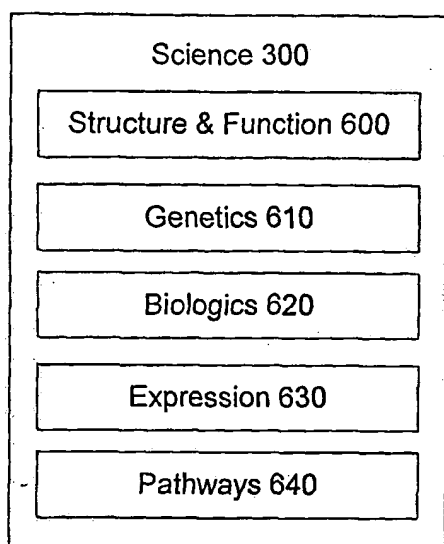 Science 300
Structure & Function 600
Genetics 610
Biologics 620
Expression 630
Pathways 640